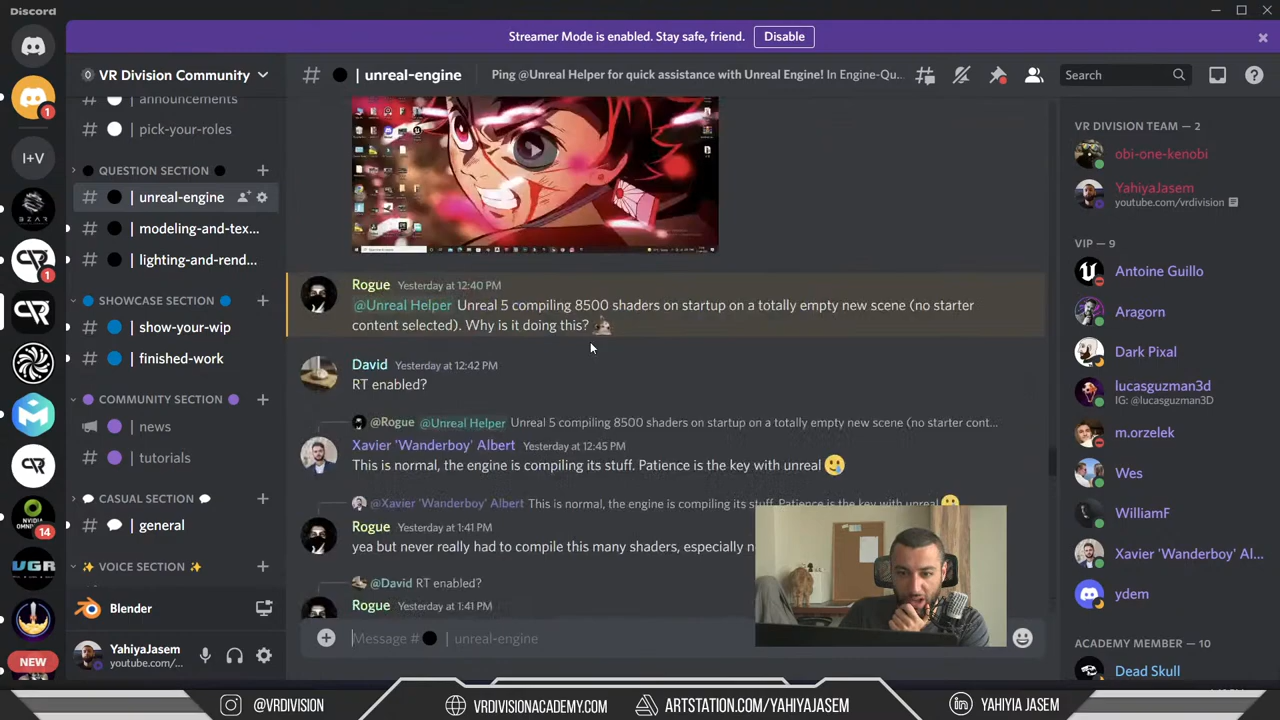 Discord
Streamer Mode is enabled. Stay safe, friend.
Disable
VR Division Community
| unreal-engine
Ping @Unreal Helper for quick assistance with Unreal Engine! In Engine-Qu...
Search
| announcements
| pick-your-roles
I+V
QUESTION SECTION
| unreal-engine
| modeling-and-tex...
| lighting-and-rend...
SHOWCASE SECTION
| show-your-wip
| finished-work
COMMUNITY SECTION
| news
| tutorials
CASUAL SECTION
| general
VOICE SECTION
1
1
BZAR
NVIDIA
14
UGR
NEW
Blender
YahiyaJasem
youtube.com/...
Rogue Yesterday at 12:40 PM
@Unreal Helper Unreal 5 compiling 8500 shaders on startup on a totally empty new scene (no starter
content selected). Why is it doing this?
David Yesterday at 12:42 PM
RT enabled?
@Rogue @Unreal Helper Unreal 5 compiling 8500 shaders on startup on a totally empty new scene (no starter cont...
Xavier 'Wanderboy' Albert Yesterday at 12:45 PM
This is normal, the engine is compiling its stuff. Patience is the key with unreal
@Xavier 'Wanderboy' Albert This is normal, the engine is compiling its stuff. Patience is the key with unreal
Rogue Yesterday at 1:41 PM
yea but never really had to compile this many shaders, especially n
@David RT enabled?
Rogue Yesterday at 1:41 PM
Message # | unreal-engine
VR DIVISION TEAM — 2
obi-one-kenobi
YahiyaJasem
youtube.com/vrdivision
VIP — 9
Antoine Guillo
Aragorn
Dark Pixal
lucasguzman3d
IG: @lucasguzman3D
m.orzelek
Wes
WilliamF
Xavier 'Wanderboy' Al...
ydem
ACADEMY MEMBER — 10
Dead Skull
@VRDIVISION
VRDIVISIONACADEMY.COM
ARTSTATION.COM/YAHIYAJASEM
YAHIYIA JASEM